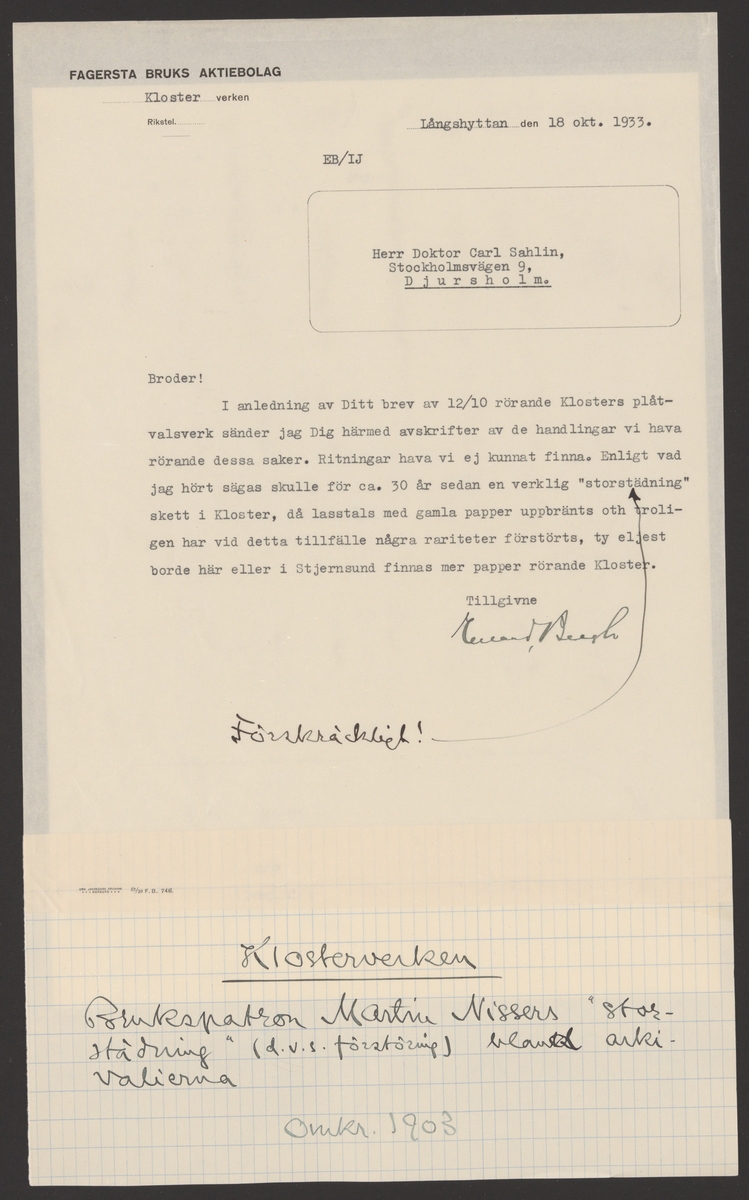 FAGERSTA BRUKS AKTIEBOLAG
Kloster verken
Rikstel.
Långshyttan den 18 okt. 1933.
EB/IJ
Herr Doktor Carl Sahlin,
Stockholmsvägen 9,
D j u r s h o l m.
Broder!
I anledning av Ditt brev av 12/10 rörande Klosters plåt-
valsverk sänder jag Dig härmed avskrifter av de handlingar vi hava
rörande dessa saker. Ritningar hava vi ej kunnat finna. Enligt vad
jag hört sägas skulle för ca. 30 år sedan en verklig "storstädning"
skett i Kloster, då lasstals med gamla papper uppbränts oth troli-
gen har vid detta tillfälle några rariteter förstörts, ty eljest
borde här eller i Stjernsund finnas mer papper rörande Kloster.
Tillgivne
Förskräckligt!
F. B. 746.
Klosterverken
Brukspatron Martin Nissers "stor-
städning" (d.v.s. förstöring) bland arki-
valierna
Omkr. 1903